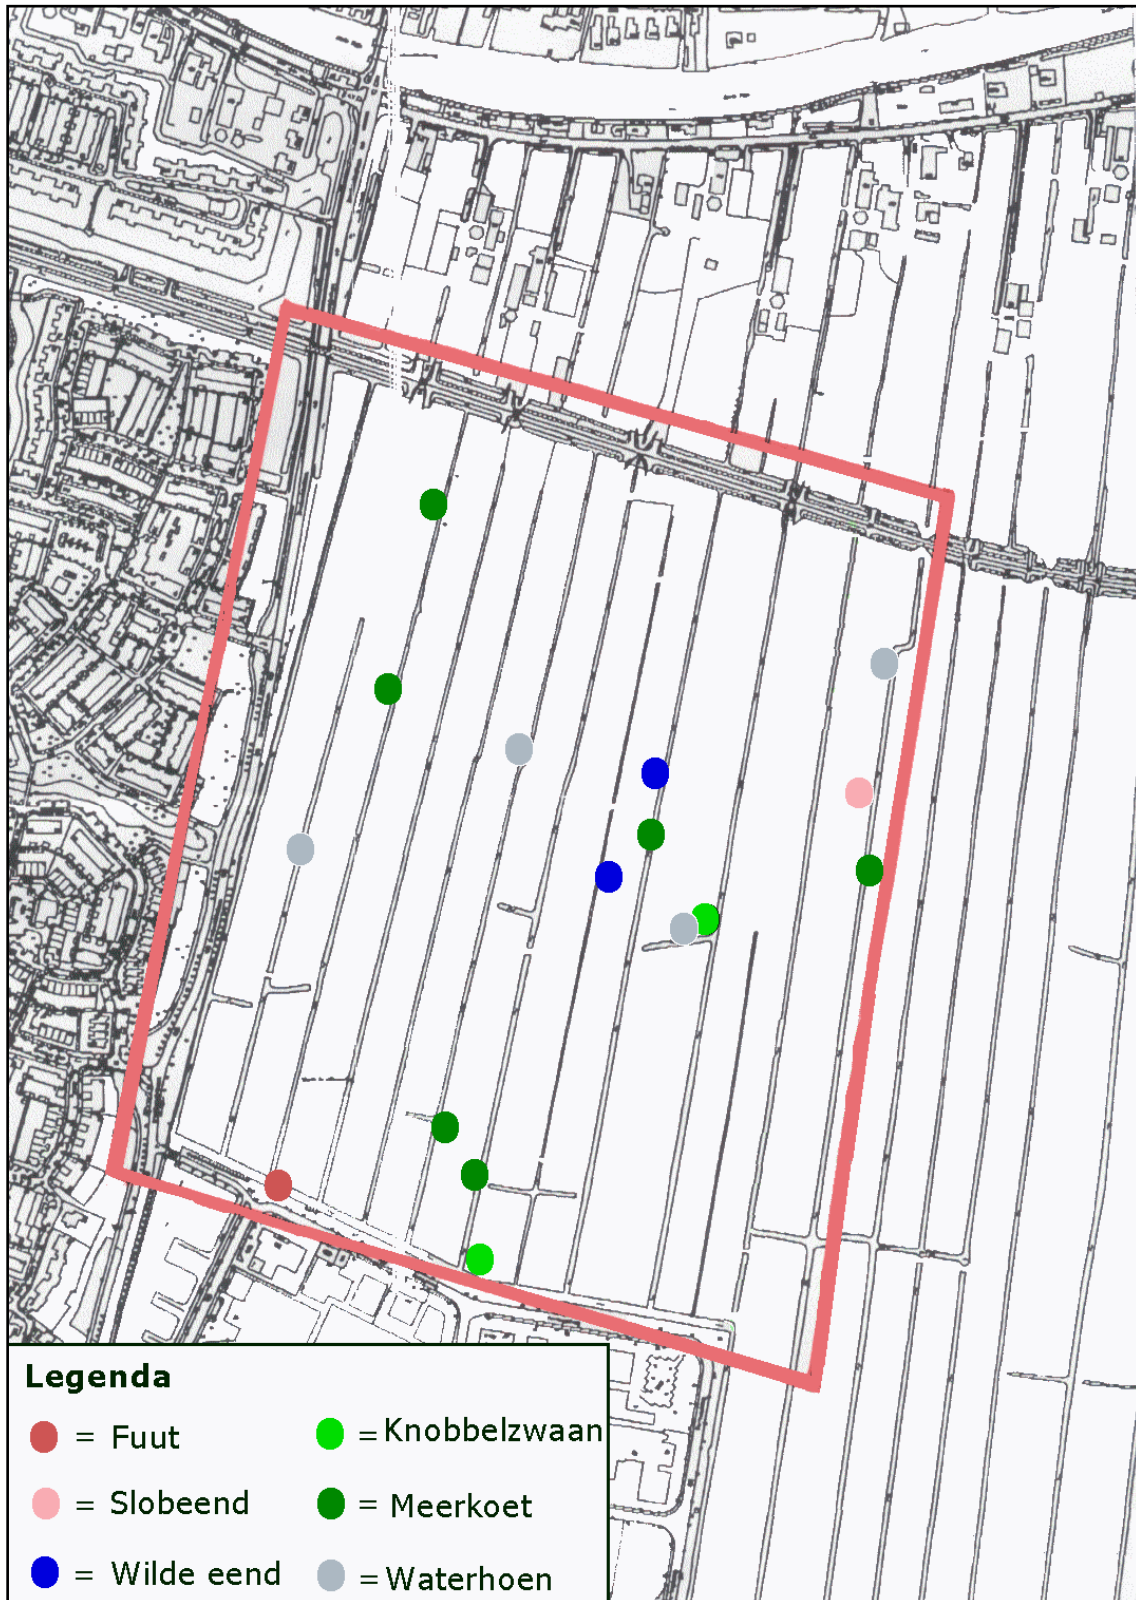 Legenda
= Fuut
= Knobbelzwaan
= Slobeend
= Meerkoet
= Wilde eend
= Waterhoen